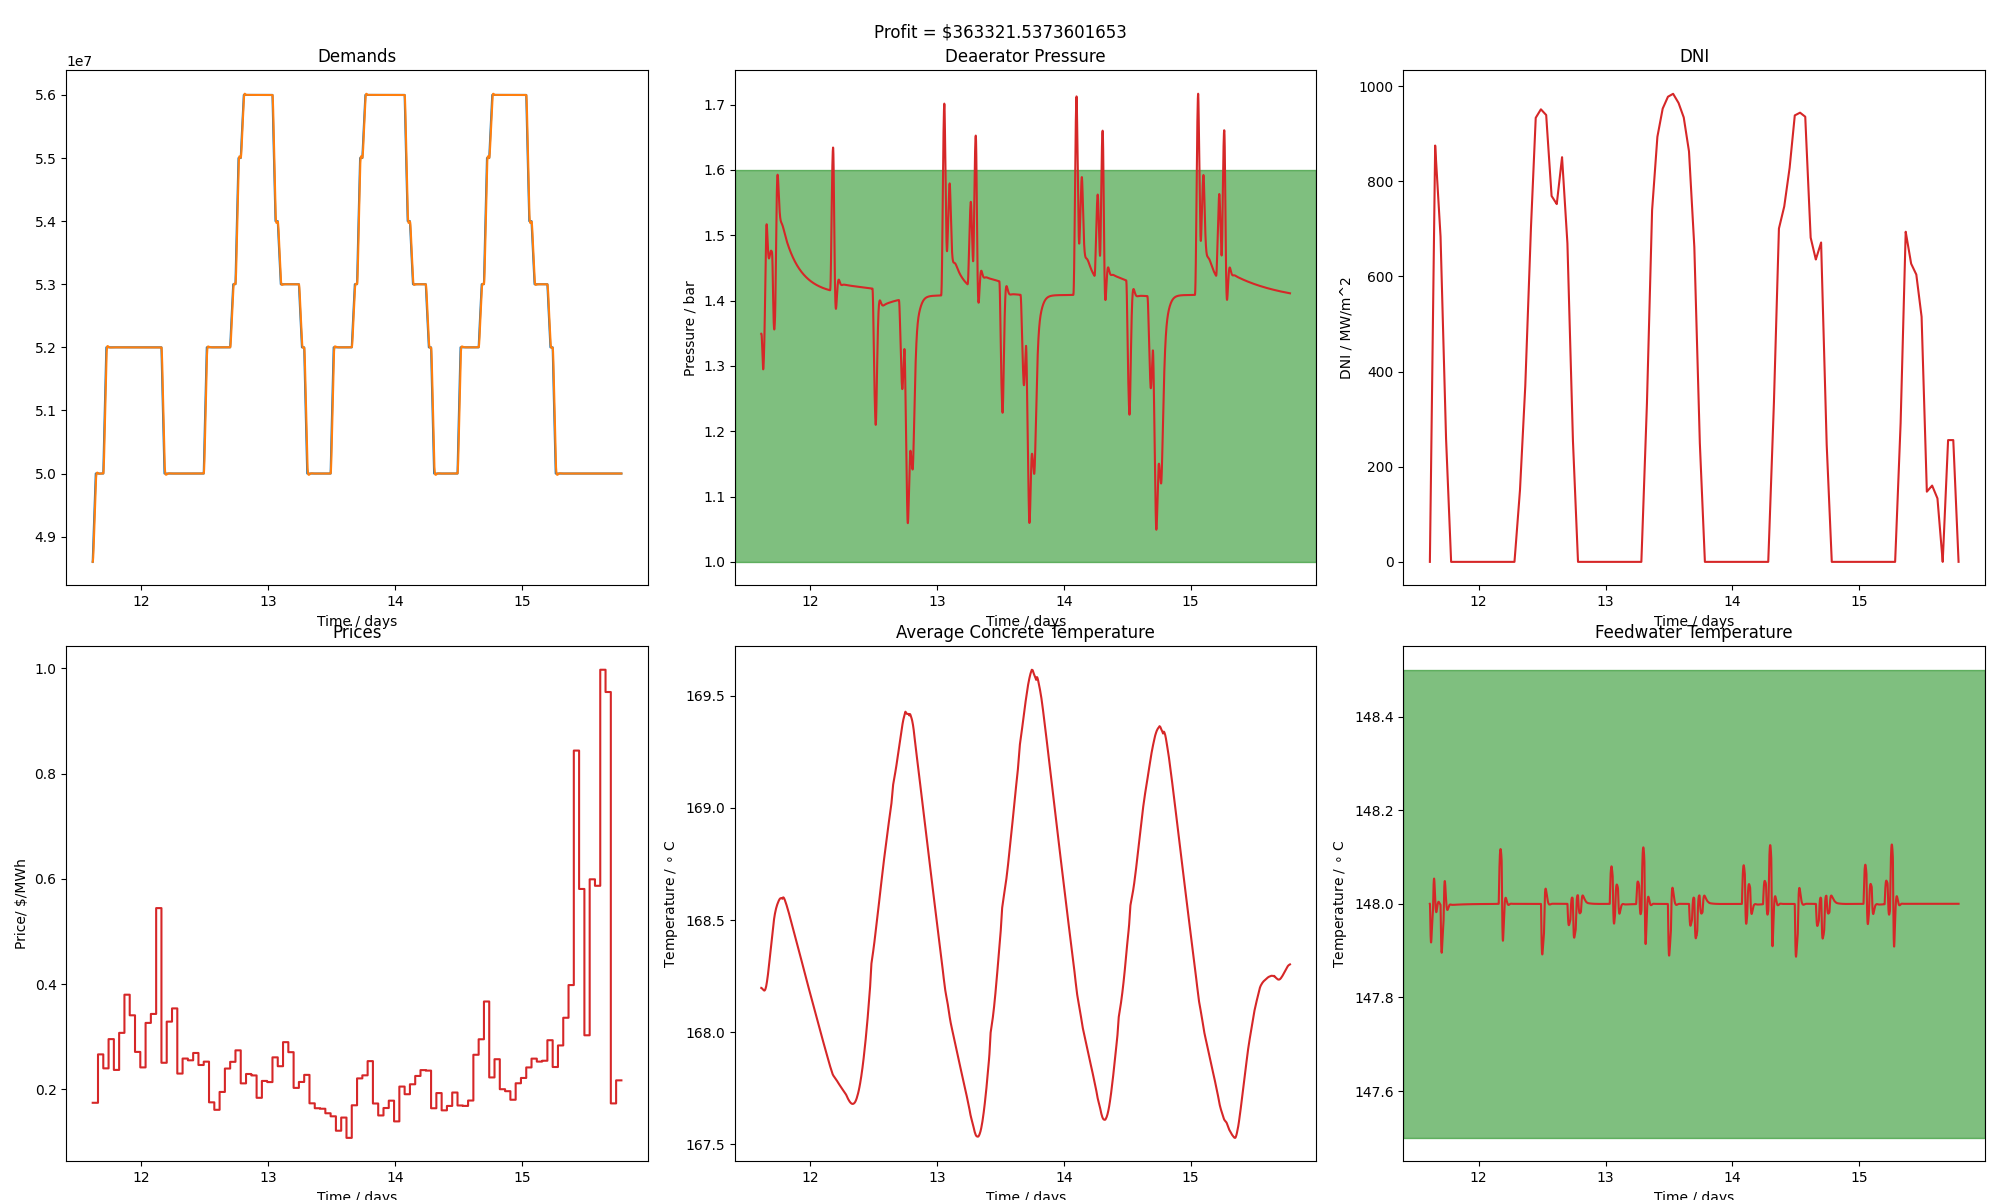 Profit = $363321.5373601653
Demands
1e7
5.6
5.5
5.4
5.3
5.2
5.1
5.0
4.9
12 13 14 15
Time / days
Deaerator Pressure
Pressure / bar
1.7
1.6
1.5
1.4
1.3
1.2
1.1
1.0
12 13 14 15
Time / days
DNI
DNI / MW/m^2
1000
800
600
400
200
0
12 13 14 15
Time / days
Prices
Price/ $/MWh
1.0
0.8
0.6
0.4
0.2
12 13 14 15
Time / days
Average Concrete Temperature
Temperature / ∘ C
169.5
169.0
168.5
168.0
167.5
12 13 14 15
Time / days
Feedwater Temperature
Temperature / ∘ C
148.4
148.2
148.0
147.8
147.6
12 13 14 15
Time / days